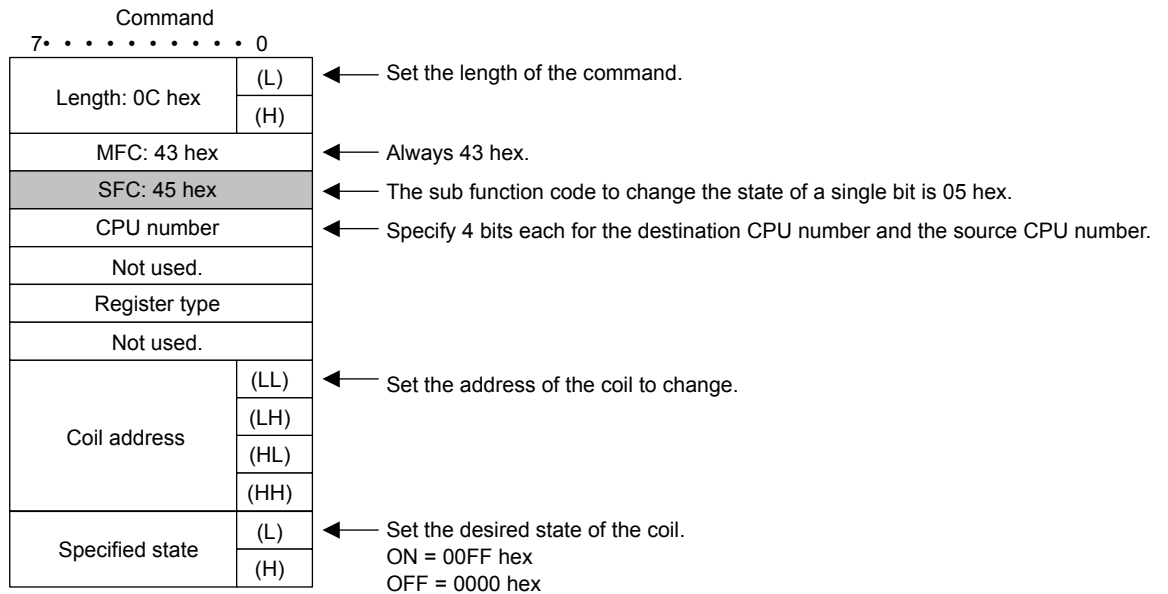 Command
7• • • • • • • • • • 0
Length: 0C hex
(L)
Set the length of the command.
(H)
MFC: 43 hex
Always 43 hex.
SFC: 45 hex
The sub function code to change the state of a single bit is 05 hex.
CPU number
Specify 4 bits each for the destination CPU number and the source CPU number.
Not used.
Register type
Not used.
Coil address
(LL)
Set the address of the coil to change.
(LH)
(HL)
(HH)
Specified state
(L)
Set the desired state of the coil.
(H)
ON = 00FF hex
OFF = 0000 hex